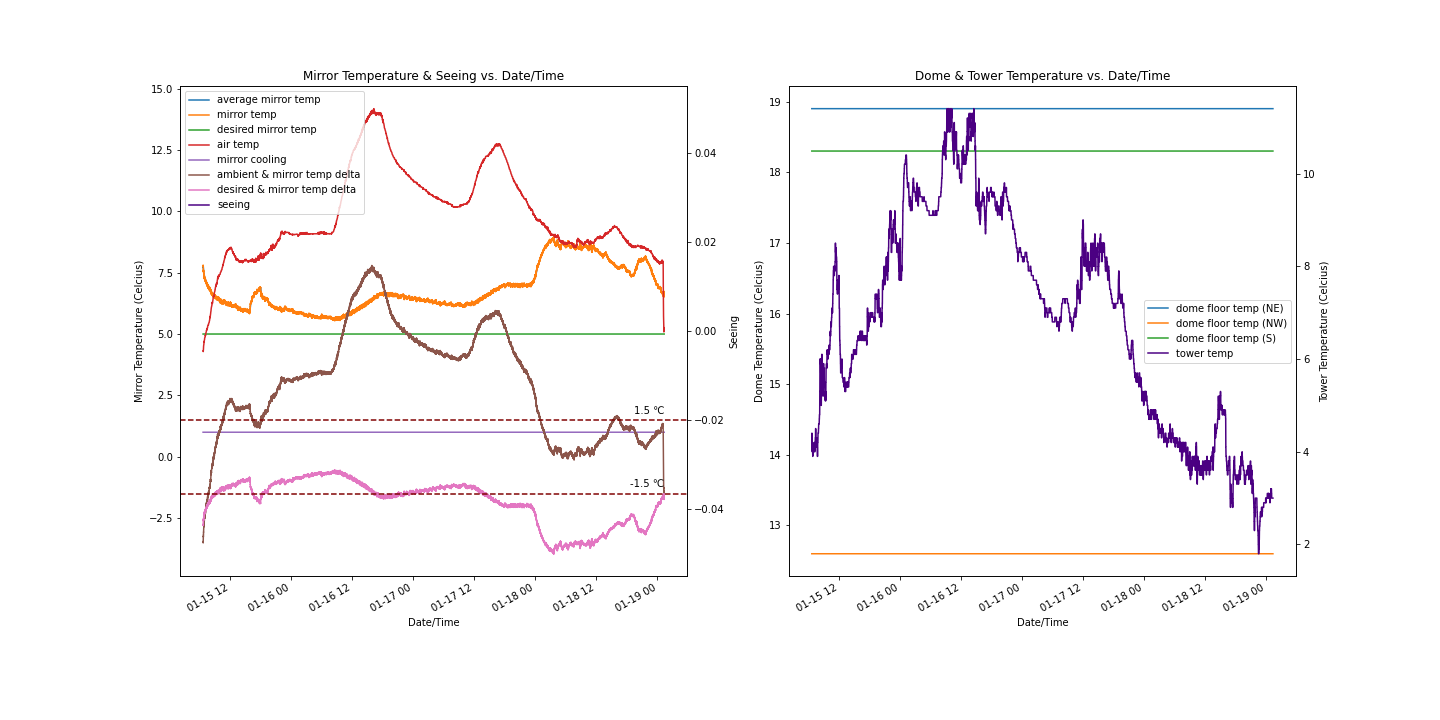 Mirror Temperature & Seeing vs. Date/Time
Mirror Temperature (Celcius)
15.0
12.5
10.0
7.5
5.0
2.5
0.0
−2.5
average mirror temp
mirror temp
desired mirror temp
air temp
mirror cooling
ambient & mirror temp delta
desired & mirror temp delta
seeing
1.5 °C
-1.5 °C
0.04
0.02
0.00
−0.02
−0.04
Seeing
01-15 12
01-16 00
01-16 12
01-17 00
01-17 12
01-18 00
01-18 12
01-19 00
Date/Time
Dome & Tower Temperature vs. Date/Time
Dome Temperature (Celcius)
19
18
17
16
15
14
13
dome floor temp (NE)
dome floor temp (NW)
dome floor temp (S)
tower temp
10
8
6
4
2
Tower Temperature (Celcius)
01-15 12
01-16 00
01-16 12
01-17 00
01-17 12
01-18 00
01-18 12
01-19 00
Date/Time